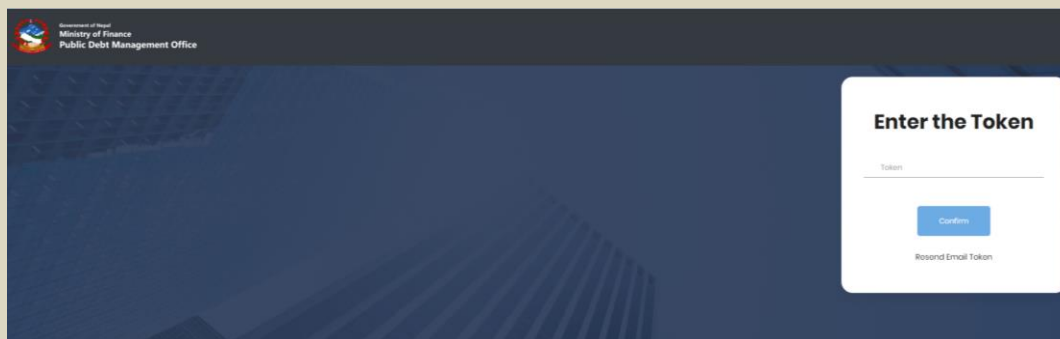 Government of Nepal
Ministry of Finance
Public Debt Management Office
Enter the Token
Token
Confirm
Resend Email Token